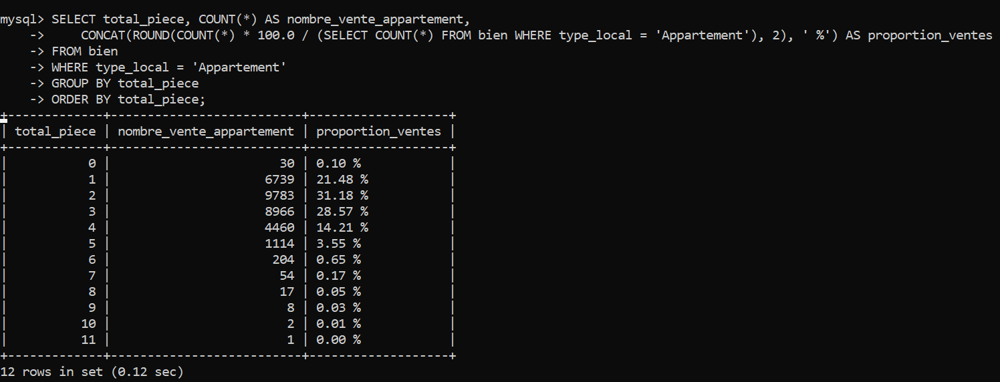 mysql> SELECT total_piece, COUNT(*) AS nombre_vente_appartement,
    ->     CONCAT(ROUND(COUNT(*) * 100.0 / (SELECT COUNT(*) FROM bien WHERE type_local = 'Appartement'), 2), ' %') AS proportion_ventes
    -> FROM bien
    -> WHERE type_local = 'Appartement'
    -> GROUP BY total_piece
    -> ORDER BY total_piece;
+-------------+--------------------------+-------------------+
| total_piece | nombre_vente_appartement | proportion_ventes |
+-------------+--------------------------+-------------------+
|           0 |                       30 | 0.10 %            |
|           1 |                     6739 | 21.48 %           |
|           2 |                     9783 | 31.18 %           |
|           3 |                     8966 | 28.57 %           |
|           4 |                     4460 | 14.21 %           |
|           5 |                     1114 | 3.55 %            |
|           6 |                      204 | 0.65 %            |
|           7 |                       54 | 0.17 %            |
|           8 |                       17 | 0.05 %            |
|           9 |                        8 | 0.03 %            |
|          10 |                        2 | 0.01 %            |
|          11 |                        1 | 0.00 %            |
+-------------+--------------------------+-------------------+
12 rows in set (0.12 sec)